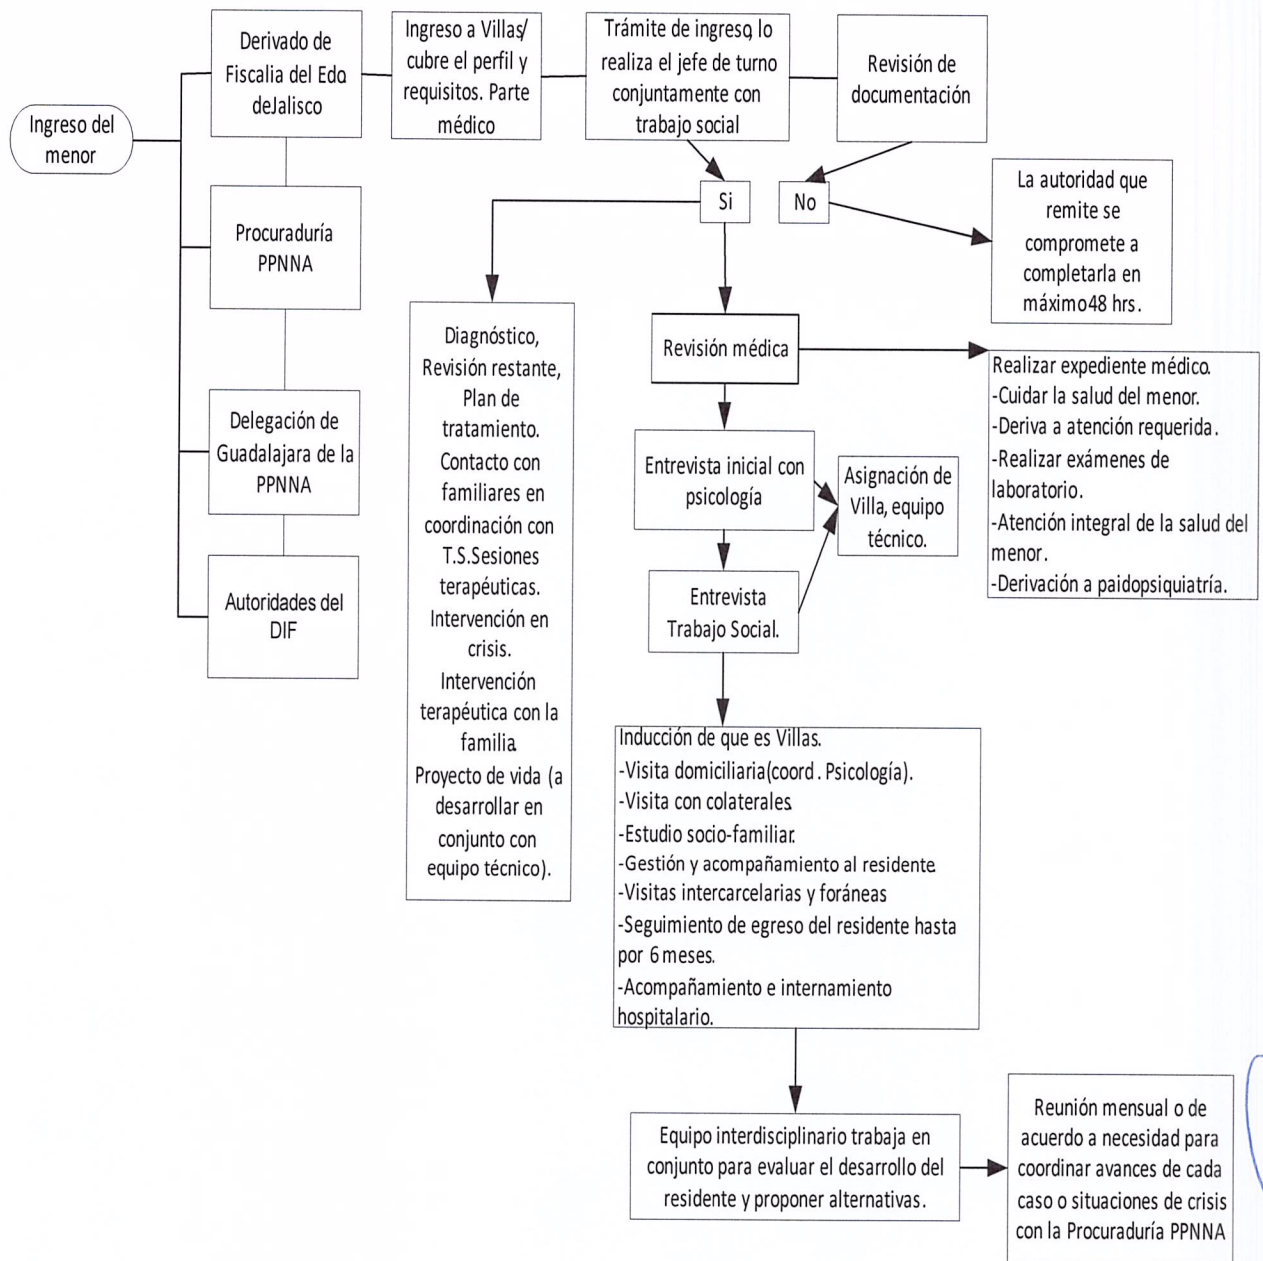 Ingreso del
menor
Derivado de
Fiscalia del Edo.
deJalisco
Procuraduría
PPNNA
Delegación de
Guadalajara de la
PPNNA
Autoridades del
DIF
Ingreso a Villas/
cubre el perfil y
requisitos. Parte
médico
Trámite de ingreso, lo
realiza el jefe de turno
conjuntamente con
trabajo social
Revisión de
documentación
Si
No
La autoridad que
remite se
compromete a
completarla en
máximo48 hrs.
Diagnóstico,
Revisión restante,
Plan de
tratamiento.
Contacto con
familiares en
coordinación con
T.S.Sesiones
terapéuticas.
Intervención en
crisis.
Intervención
terapéutica con la
familia.
Proyecto de vida (a
desarrollar en
conjunto con
equipo técnico).
Revisión médica
Realizar expediente médico.
-Cuidar la salud del menor.
-Deriva a atención requerida.
-Realizar exámenes de
laboratorio.
-Atención integral de la salud del
menor.
-Derivación a paidopsiquiatría.
Entrevista inicial con
psicología
Asignación de
Villa, equipo
técnico.
Entrevista
Trabajo Social.
Inducción de que es Villas.
-Visita domiciliaria(coord. Psicología).
-Visita con colaterales.
-Estudio socio-familiar.
-Gestión y acompañamiento al residente.
-Visitas intercarcelarias y foráneas
-Seguimiento de egreso del residente hasta
por 6 meses.
-Acompañamiento e internamiento
hospitalario.
Equipo interdisciplinario trabaja en
conjunto para evaluar el desarrollo del
residente y proponer alternativas.
Reunión mensual o de
acuerdo a necesidad para
coordinar avances de cada
caso o situaciones de crisis
con la Procuraduría PPNNA